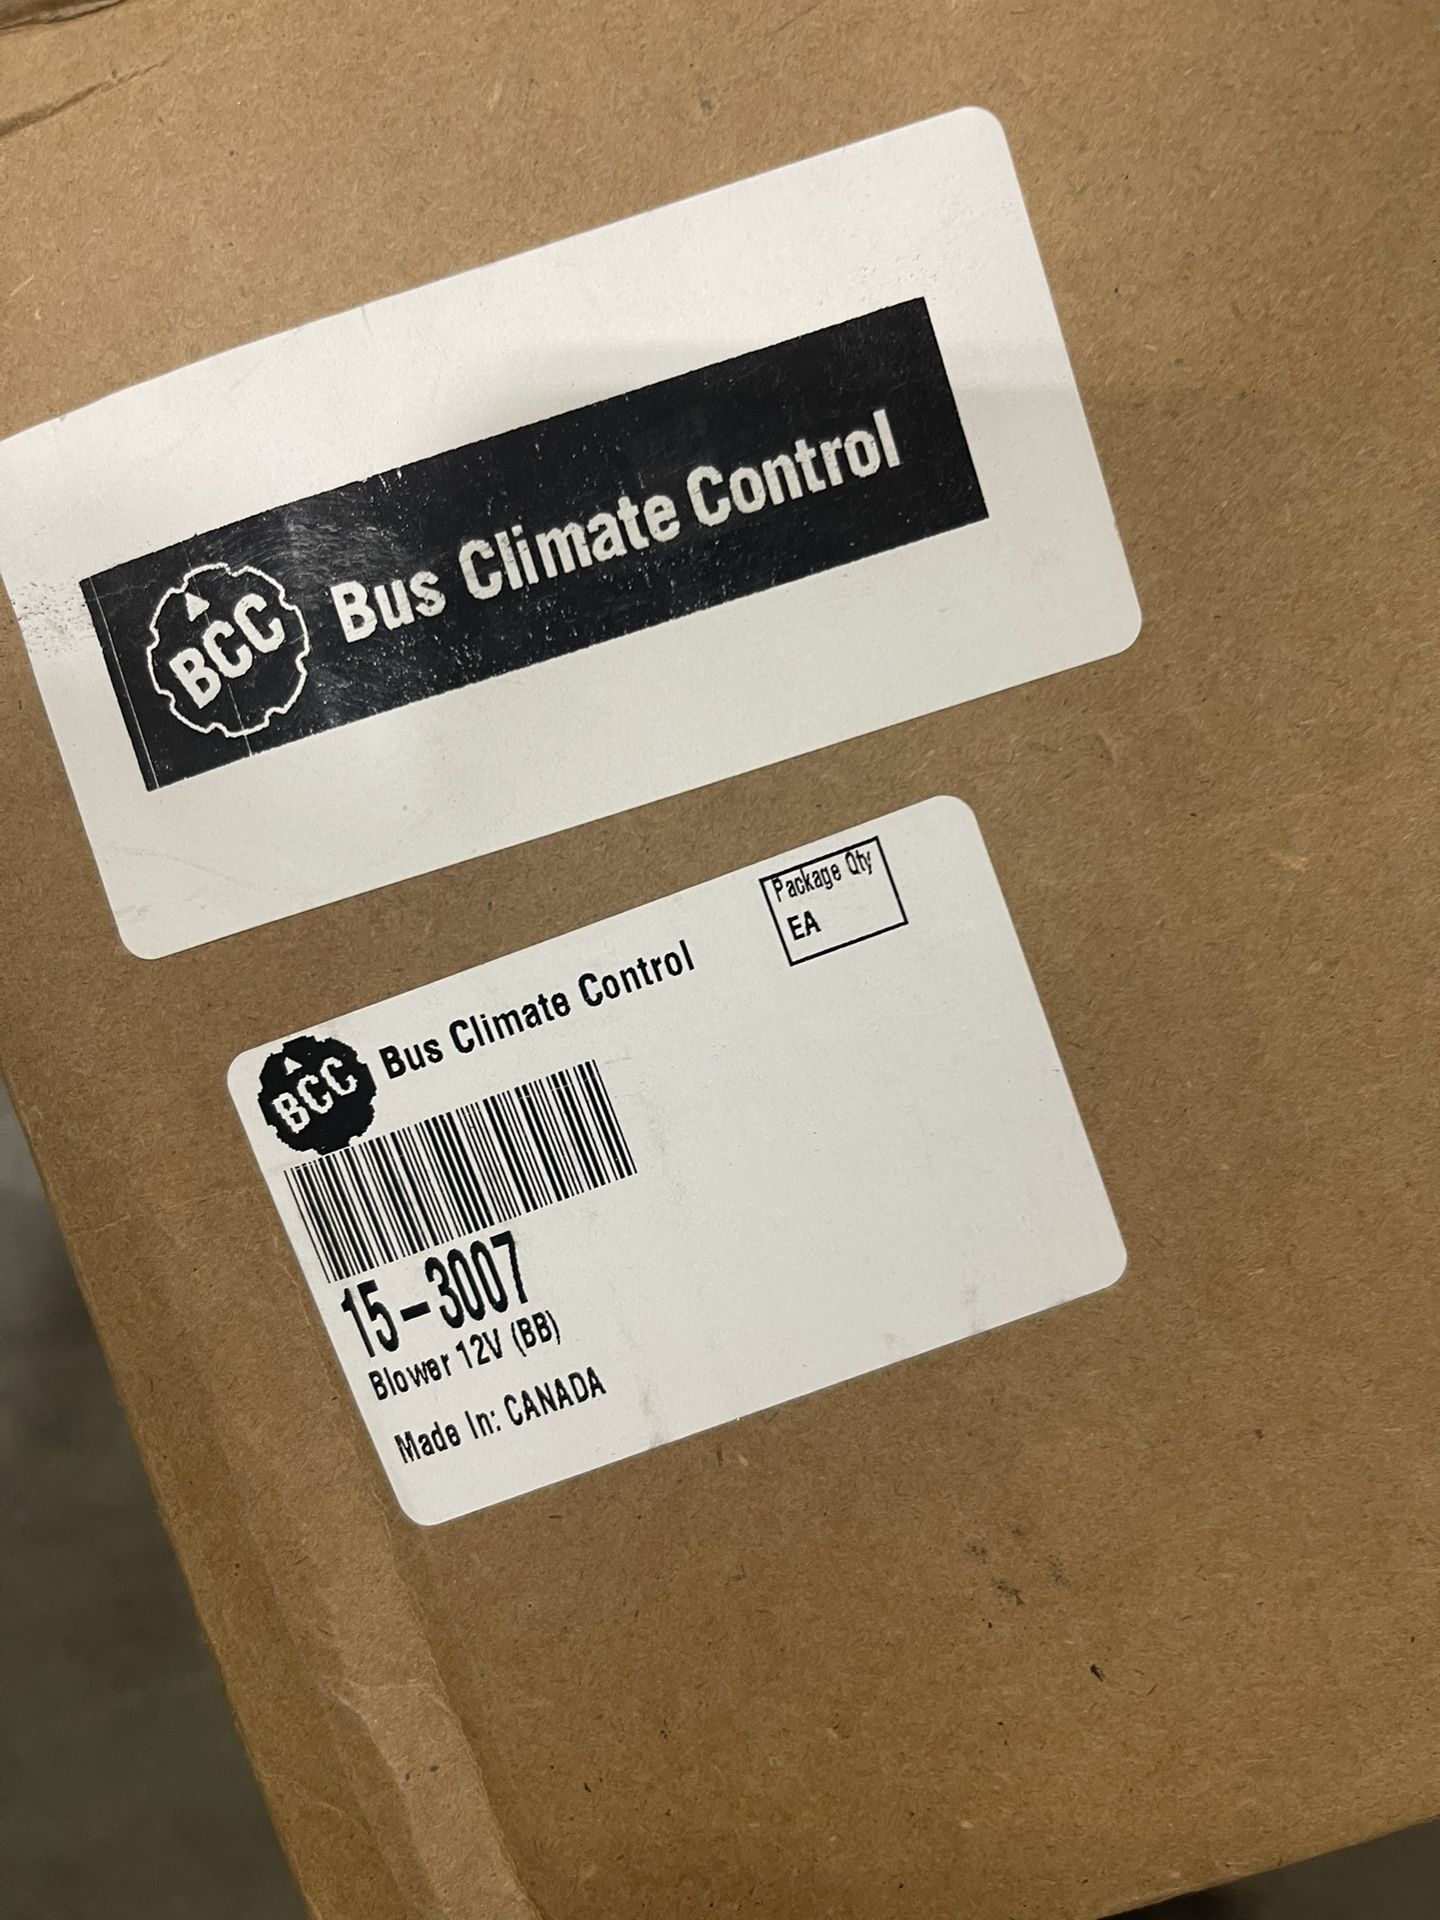 BCC Bus Climate Control
Package Qty
EA
BCC Bus Climate Control
15-3007
Blower 12V (BB)
Made In: CANADA